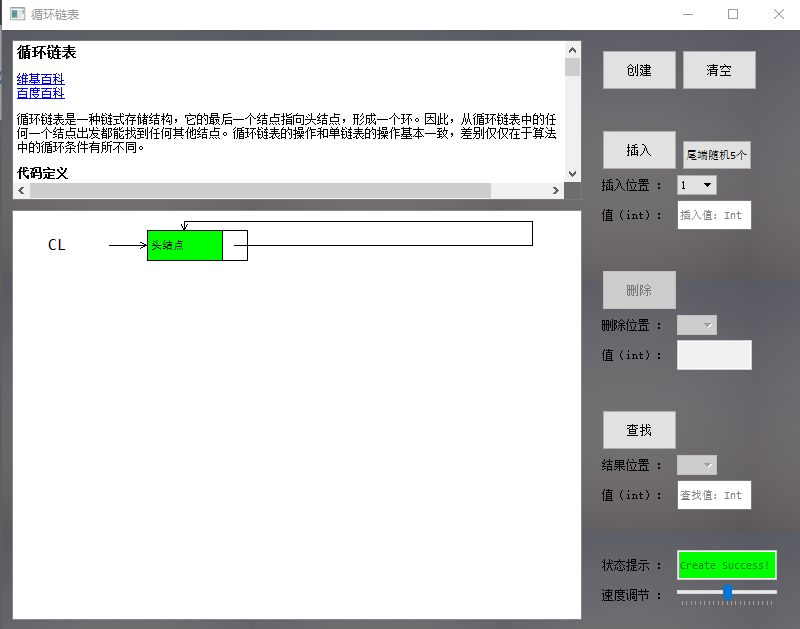 循环链表
循环链表
维基百科
百度百科
循环链表是一种链式存储结构，它的最后一个结点指向头结点，形成一个环。因此，从循环链表中的任
何一个结点出发都能找到任何其他结点。循环链表的操作和单链表的操作基本一致，差别仅仅在于算法
中的循环条件有所不同。
代码定义
CL
头结点
创建 清空
插入 尾端随机5个
插入位置 ： 1
值（int）： 插入值: Int
删除
删除位置 ：
值（int）：
查找
结果位置 ：
值（int）： 查找值: Int
状态提示 ： Create Success!
速度调节 ：